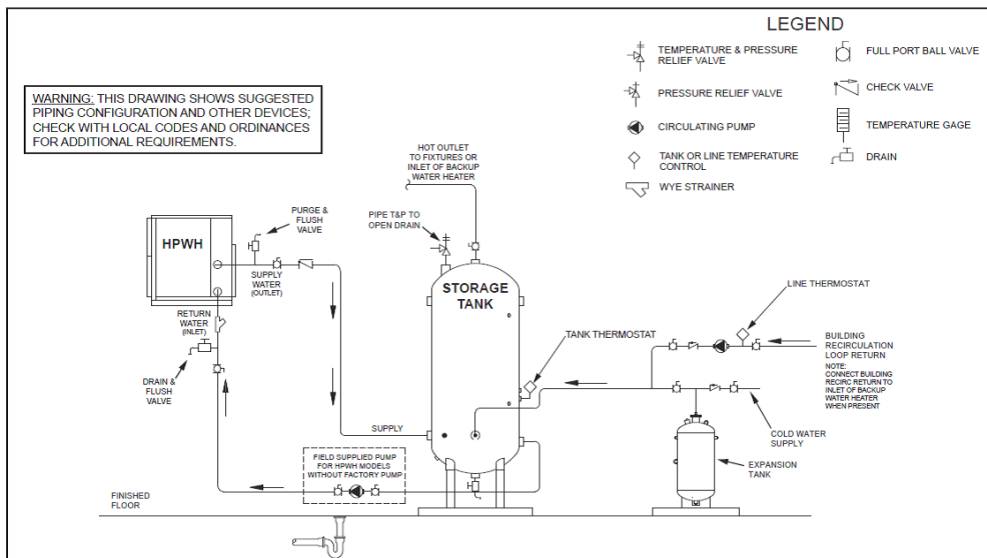 LEGEND
TEMPERATURE & PRESSURE
RELIEF VALVE
FULL PORT BALL VALVE
PRESSURE RELIEF VALVE
CHECK VALVE
CIRCULATING PUMP
TEMPERATURE GAGE
TANK OR LINE TEMPERATURE
CONTROL
DRAIN
WYE STRAINER
WARNING: THIS DRAWING SHOWS SUGGESTED
PIPING CONFIGURATION AND OTHER DEVICES;
CHECK WITH LOCAL CODES AND ORDINANCES
FOR ADDITIONAL REQUIREMENTS.
HOT OUTLET
TO FIXTURES OR
INLET OF BACKUP
WATER HEATER
PURGE &
FLUSH
VALVE
PIPE T&P TO
OPEN DRAIN
HPWH
SUPPLY
WATER
(OUTLET)
STORAGE
TANK
RETURN
WATER
(INLET)
LINE THERMOSTAT
TANK THERMOSTAT
BUILDING
RECIRCULATION
LOOP RETURN
NOTE:
CONNECT BUILDING
RECIRC RETURN TO
INLET OF BACKUP
WATER HEATER
WHEN PRESENT
DRAIN &
FLUSH
VALVE
SUPPLY
COLD WATER
SUPPLY
FIELD SUPPLIED PUMP
FOR HPWH MODELS
WITHOUT FACTORY PUMP
EXPANSION
TANK
FINISHED
FLOOR